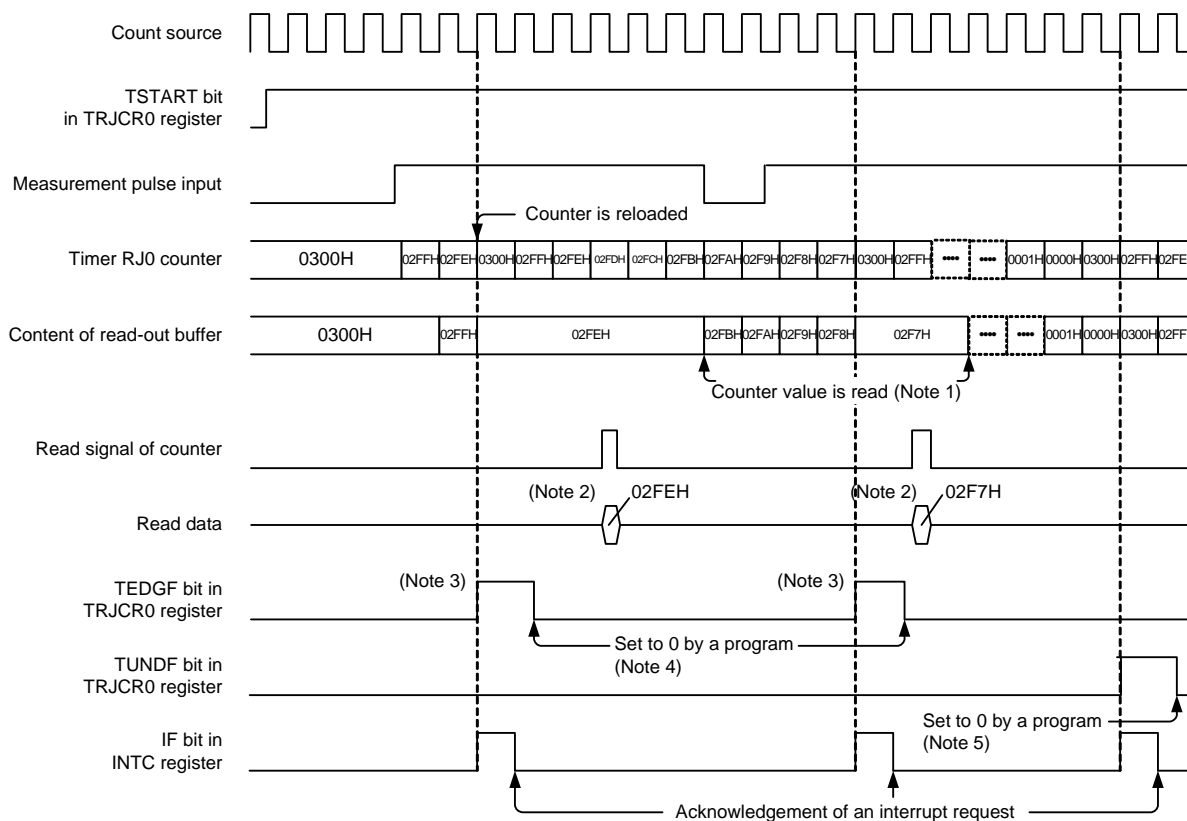 Count source
TSTART bit
in TRJCR0 register
Measurement pulse input
Counter is reloaded
Timer RJ0 counter
0300H 02FFH 02FEH 0300H 02FFH 02FEH 02FDH 02FCH 02FBH 02FAH 02F9H 02F8H 02F7H 0300H 02FFH •••• •••• 0001H 0000H 0300H 02FFH 02FE
Content of read-out buffer
0300H 02FFH 02FEH 02FBH 02FAH 02F9H 02F8H 02F7H •••• •••• 0001H 0000H 0300H 02FF
Counter value is read (Note 1)
Read signal of counter
(Note 2) 02FEH (Note 2) 02F7H
Read data
TEDGF bit in
TRJCR0 register
(Note 3) (Note 3)
Set to 0 by a program
(Note 4)
TUNDF bit in
TRJCR0 register
Set to 0 by a program
(Note 5)
IF bit in
INTC register
Acknowledgement of an interrupt request